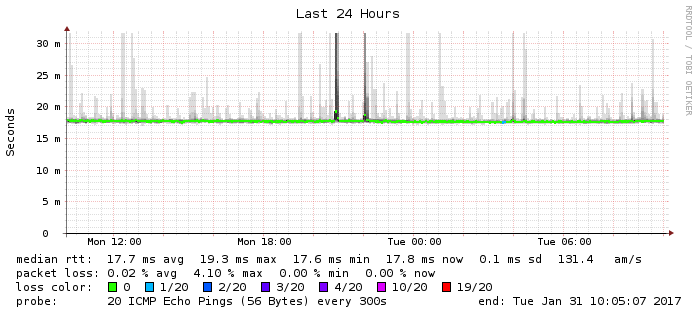 Last 24 Hours
RRDTOOL / TOBI OETIKER
Seconds
30 m
25 m
20 m
15 m
10 m
5 m
0
Mon 12:00 Mon 18:00 Tue 00:00 Tue 06:00
median rtt: 17.7 ms avg 19.3 ms max 17.6 ms min 17.8 ms now 0.1 ms sd 131.4 am/s
packet loss: 0.02 % avg 4.10 % max 0.00 % min 0.00 % now
loss color: 0 1/20 2/20 3/20 4/20 10/20 19/20
probe: 20 ICMP Echo Pings (56 Bytes) every 300s end: Tue Jan 31 10:05:07 2017